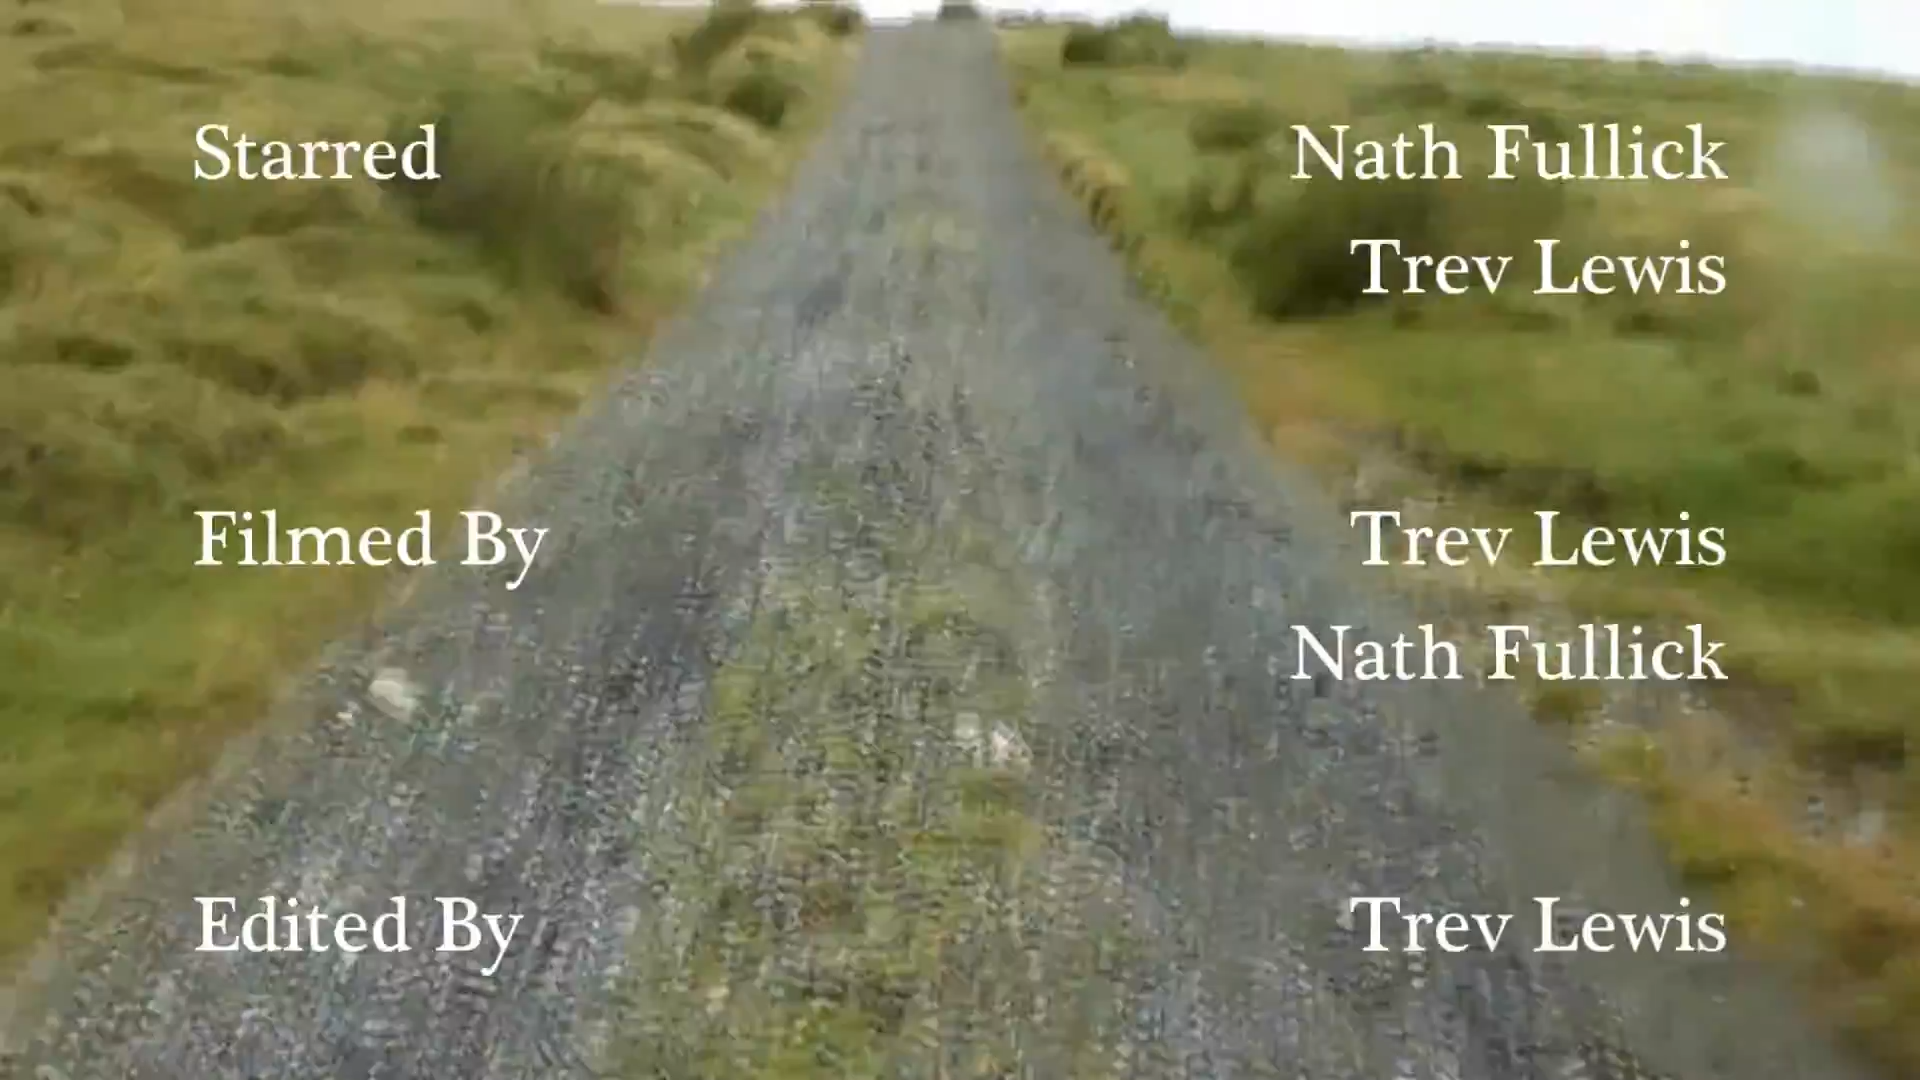 Starred Nath Fullick
Trev Lewis
Filmed By Trev Lewis
Nath Fullick
Edited By Trev Lewis